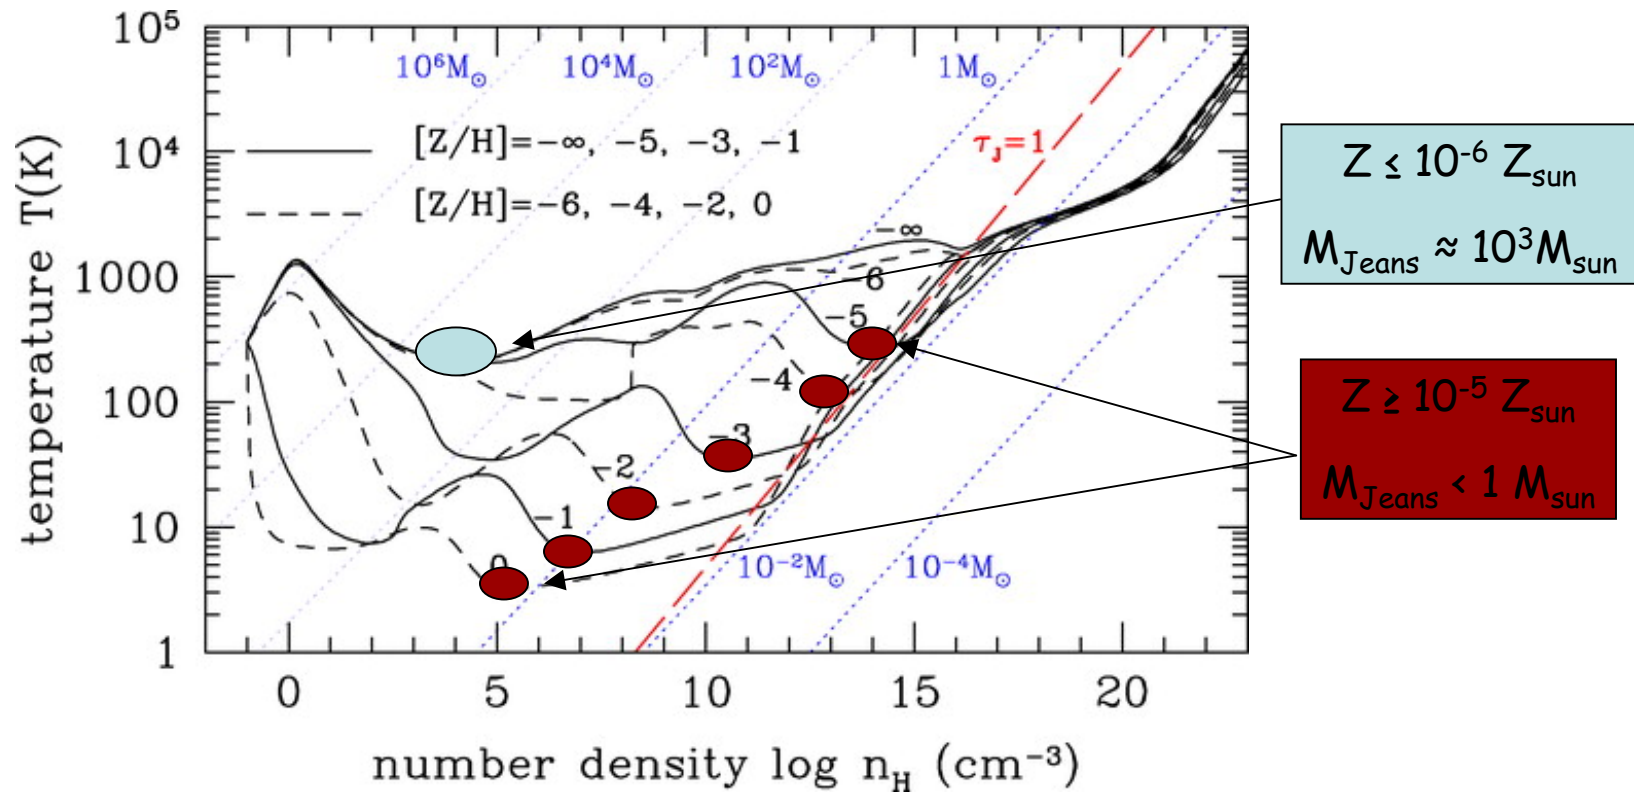 10⁵
10⁴
1000
100
10
1
temperature T(K)
10⁶M⊙
10⁴M⊙
10²M⊙
1M⊙
[Z/H]=−∞, −5, −3, −1
[Z/H]=−6, −4, −2, 0
τJ=1
−∞
6
−5
−4
−3
−2
−1
0
10⁻²M⊙
10⁻⁴M⊙
0
5
10
15
20
number density log nH (cm⁻³)
Z ≤ 10⁻⁶ Zsun
MJeans ≈ 10³Msun
Z ≥ 10⁻⁵ Zsun
MJeans < 1 Msun